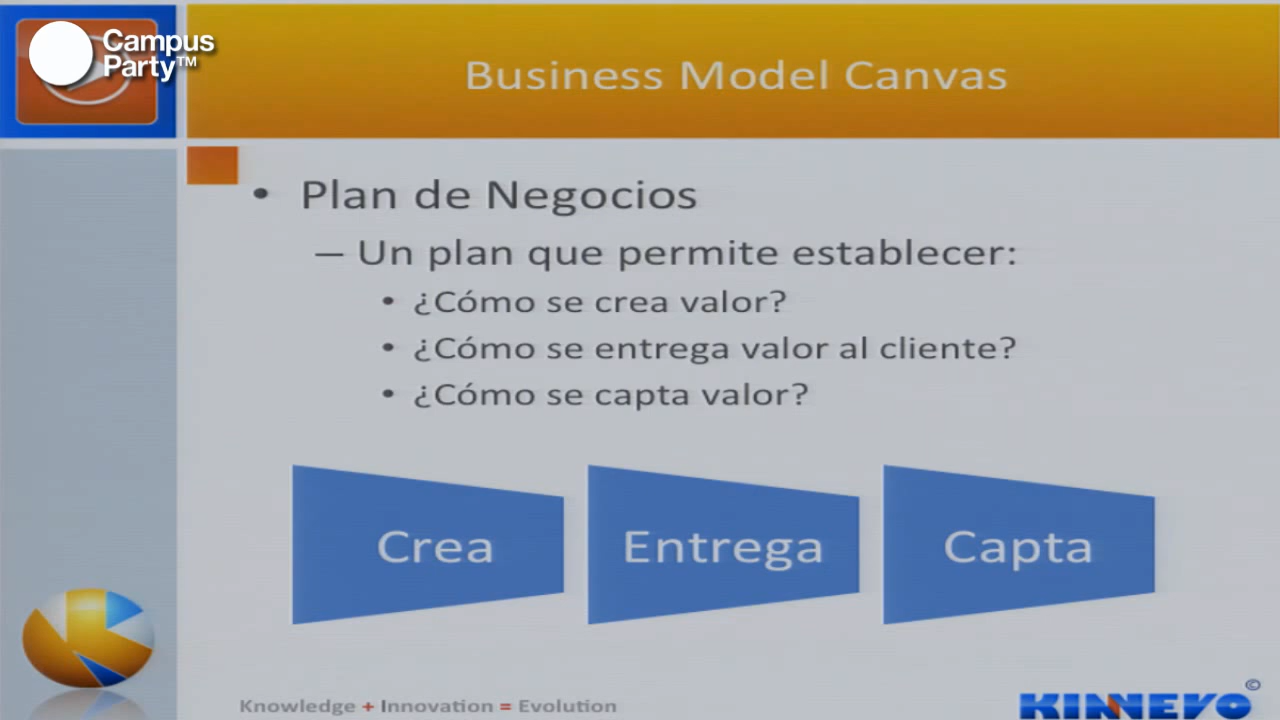 Campus
Party™
Business Model Canvas
• Plan de Negocios
– Un plan que permite establecer:
• ¿Cómo se crea valor?
• ¿Cómo se entrega valor al cliente?
• ¿Cómo se capta valor?
Crea
Entrega
Capta
Knowledge + Innovation = Evolution
KINNEVO ©